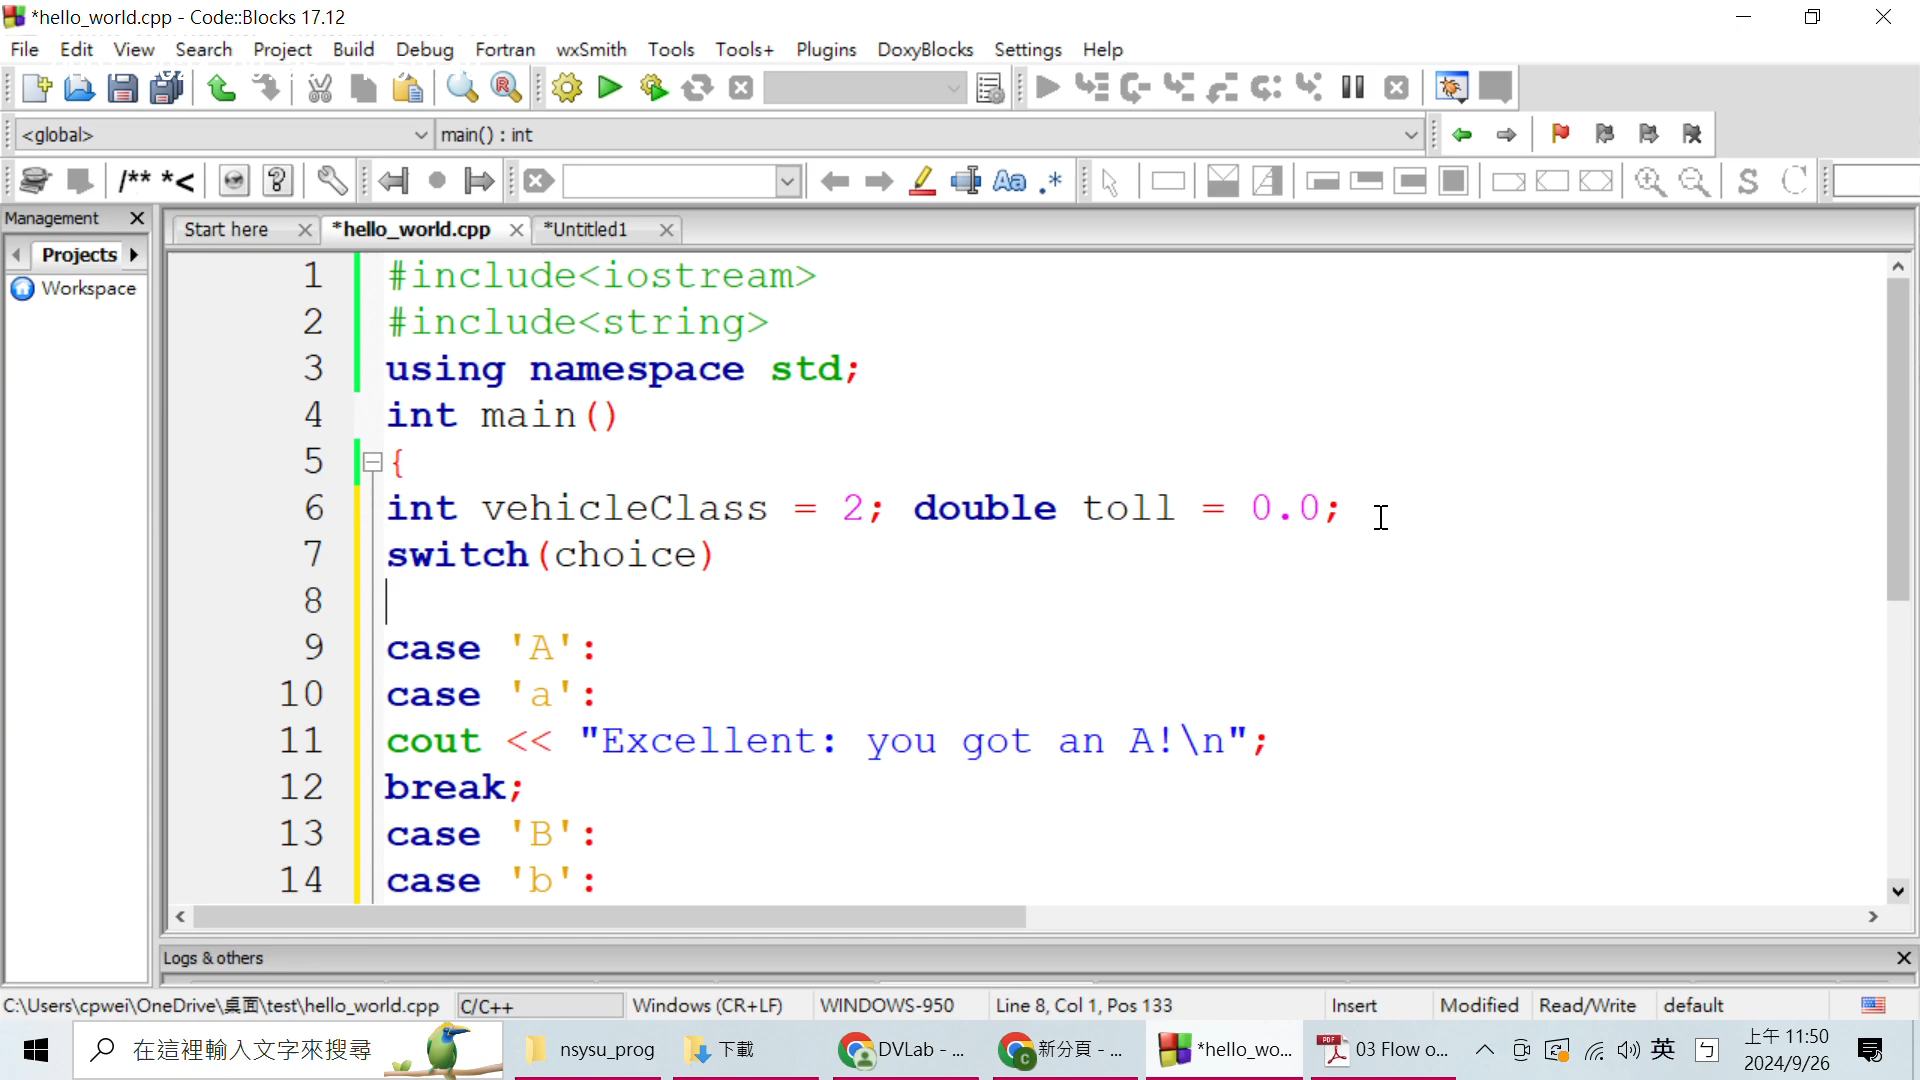 *hello_world.cpp - Code::Blocks 17.12
File Edit View Search Project Build Debug Fortran wxSmith Tools Tools+ Plugins DoxyBlocks Settings Help
<global> main() : int
/** *<
Aa .* S
Management
Start here *hello_world.cpp *Untitled1
Projects
Workspace
1 #include<iostream>
2 #include<string>
3 using namespace std;
4 int main()
5 {
6 int vehicleClass = 2; double toll = 0.0;
7 switch(choice)
8
9 case 'A':
10 case 'a':
11 cout << "Excellent: you got an A!\n";
12 break;
13 case 'B':
14 case 'b':
Logs & others
C:\Users\cpwei\OneDrive\桌面\test\hello_world.cpp C/C++ Windows (CR+LF) WINDOWS-950 Line 8, Col 1, Pos 133 Insert Modified Read/Write default
在這裡輸入文字來搜尋 nsysu_prog 下載 DVLab - ... 新分頁 - ... *hello_wo... 03 Flow o... 英 ㄅ 上午 11:50
2024/9/26